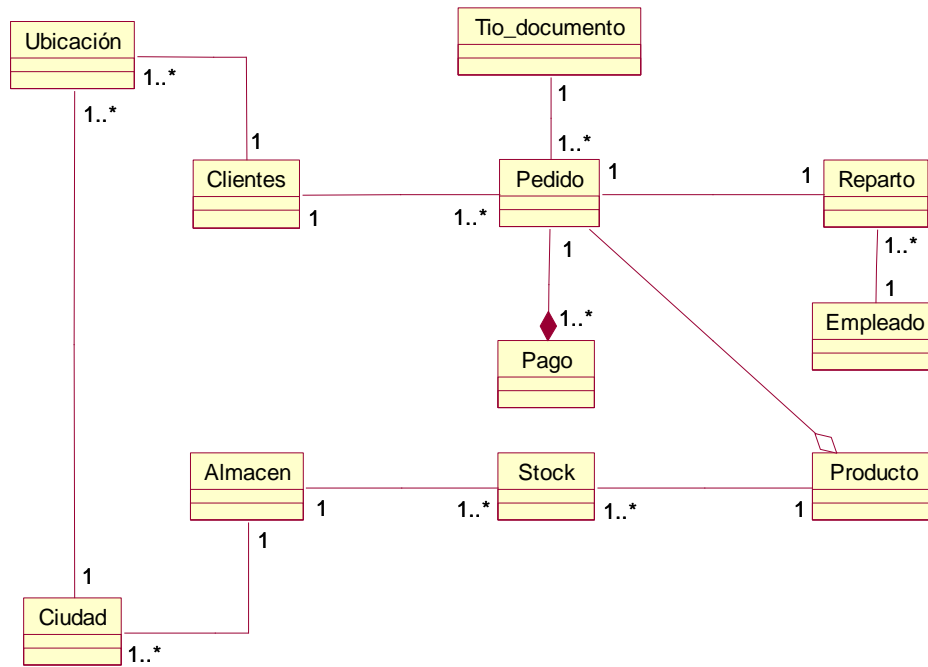 Ubicación
Tio_documento
1..*
1
1..*
1
1..*
Clientes
Pedido
1
1
Reparto
1
1..*
1
1..*
1
1..*
Empleado
Pago
Almacen
Stock
Producto
1
1..*
1..*
1
1
1
Ciudad
1..*